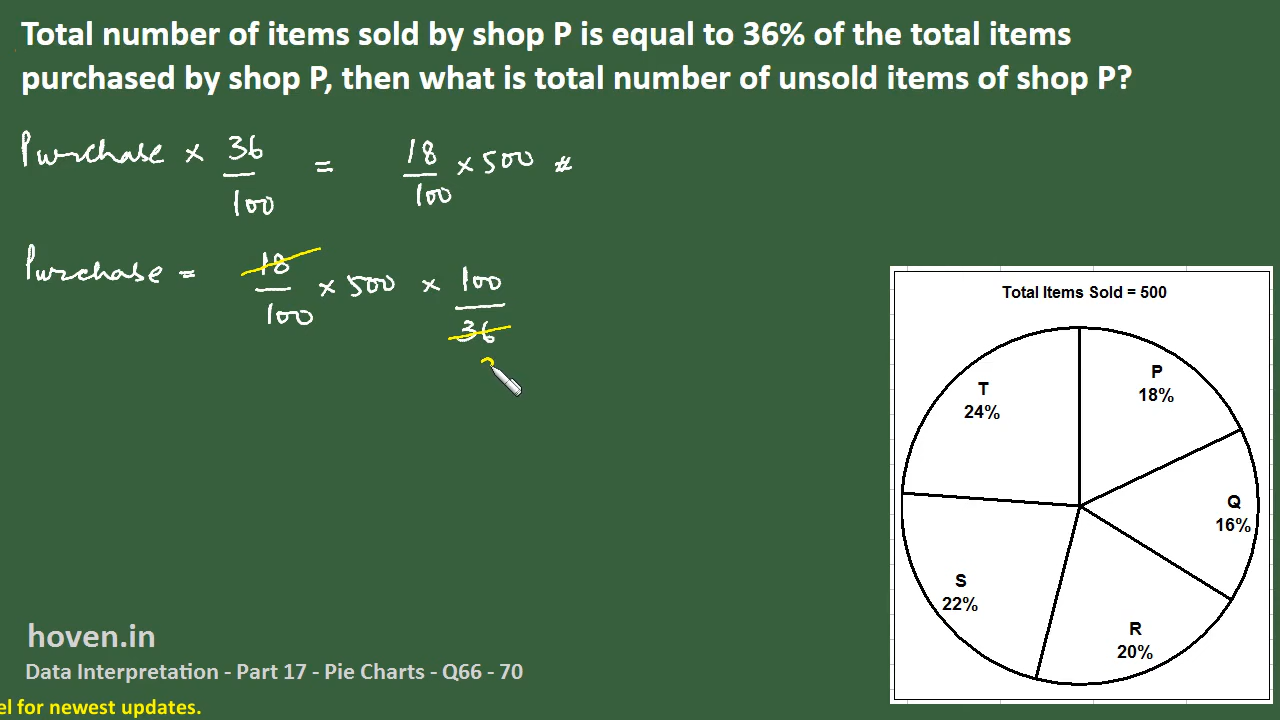 Total number of items sold by shop P is equal to 36% of the total items
purchased by shop P, then what is total number of unsold items of shop P?
Purchase × 36/100 = 18/100 × 500 #
Purchase = 18/100 × 500 × 100/36
Total Items Sold = 500
P
18%
T
24%
Q
16%
S
22%
R
20%
hoven.in
Data Interpretation - Part 17 - Pie Charts - Q66 - 70
el for newest updates.